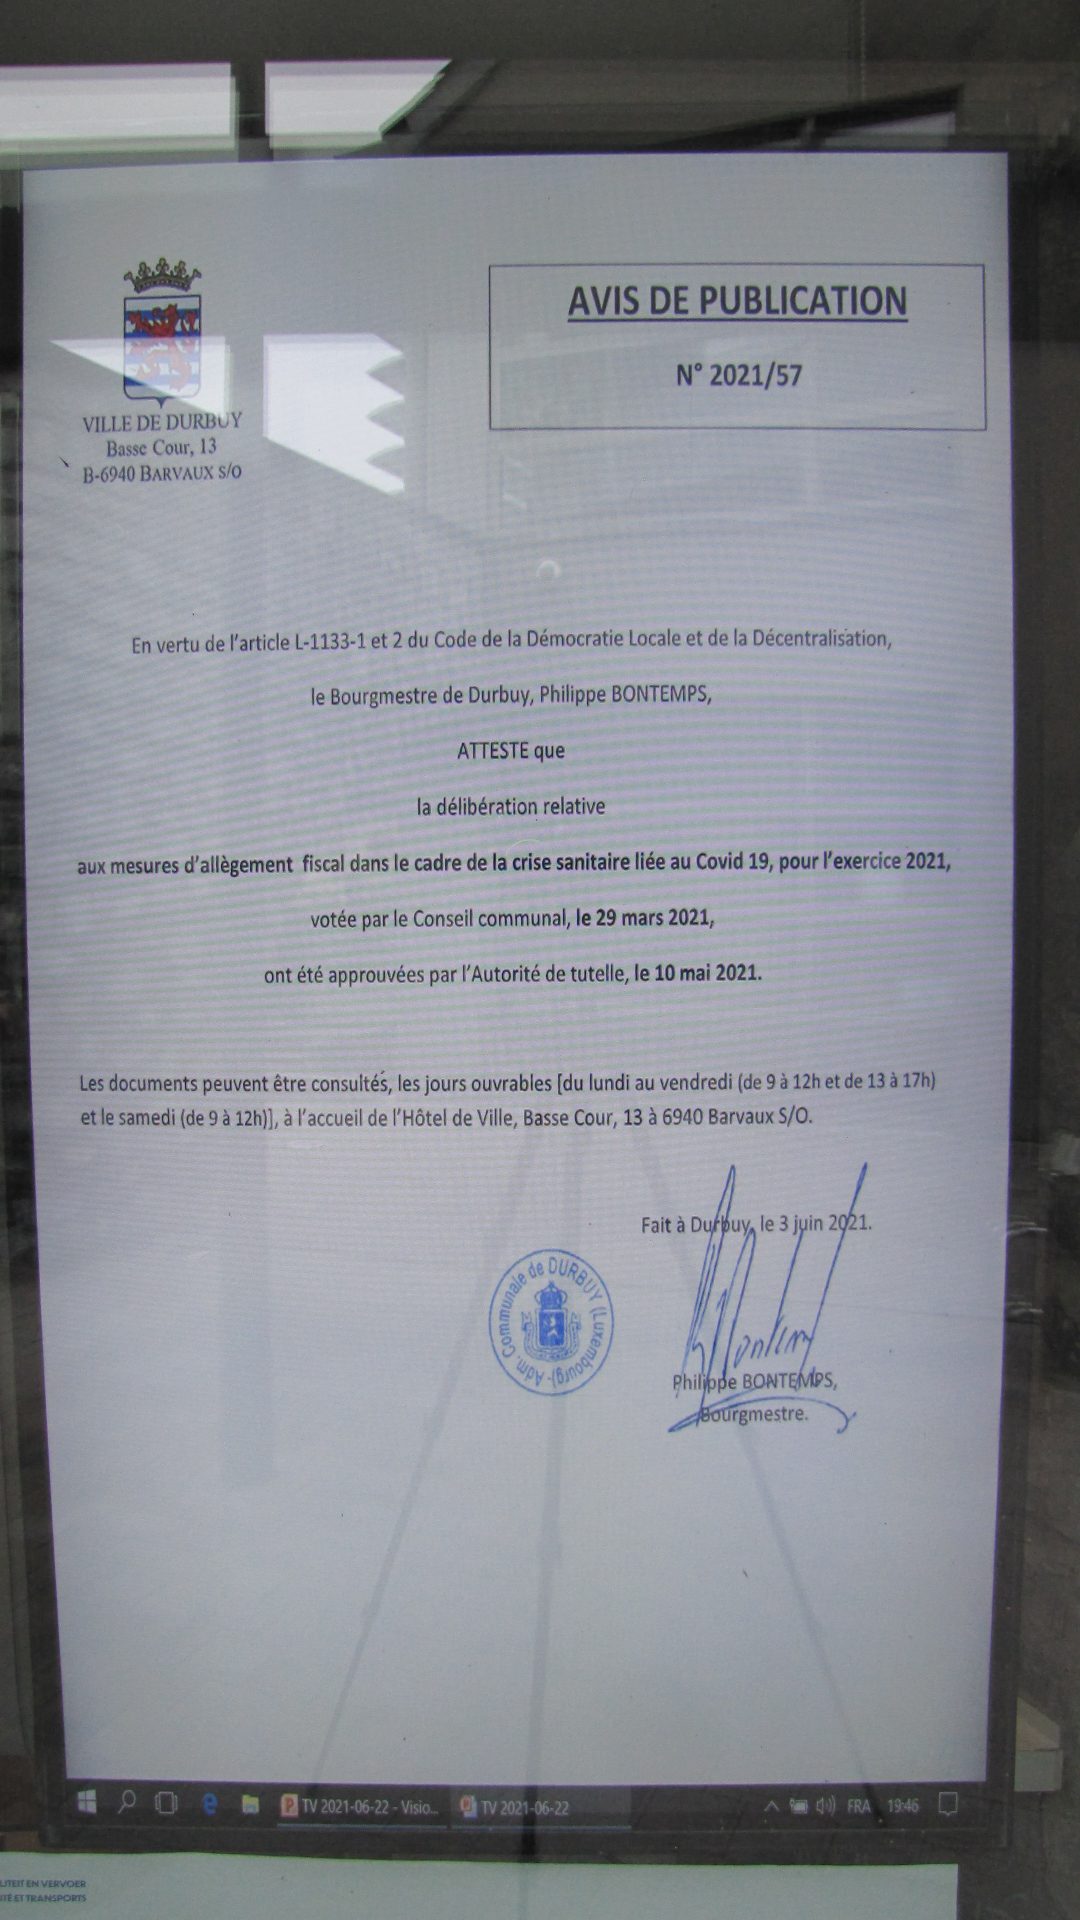 VILLE DE DURBUY
Basse Cour, 13
B-6940 BARVAUX S/O
AVIS DE PUBLICATION
N° 2021/57
En vertu de l'article L-1133-1 et 2 du Code de la Démocratie Locale et de la Décentralisation,
le Bourgmestre de Durbuy, Philippe BONTEMPS,
ATTESTE que
la délibération relative
aux mesures d'allègement fiscal dans le cadre de la crise sanitaire liée au Covid 19, pour l'exercice 2021,
votée par le Conseil communal, le 29 mars 2021,
ont été approuvées par l'Autorité de tutelle, le 10 mai 2021.
Les documents peuvent être consultés, les jours ouvrables [du lundi au vendredi (de 9 à 12h et de 13 à 17h)
et le samedi (de 9 à 12h)], à l'accueil de l'Hôtel de Ville, Basse Cour, 13 à 6940 Barvaux S/O.
Fait à Durbuy, le 3 juin 2021.
Adm. Communale de DURBUY (Luxembourg)-
Philippe BONTEMPS,
Bourgmestre.
TV 2021-06-22 - Visio...
TV 2021-06-22
FRA
19:46
LITEIT EN VERVOER
ITÉ ET TRANSPORTS